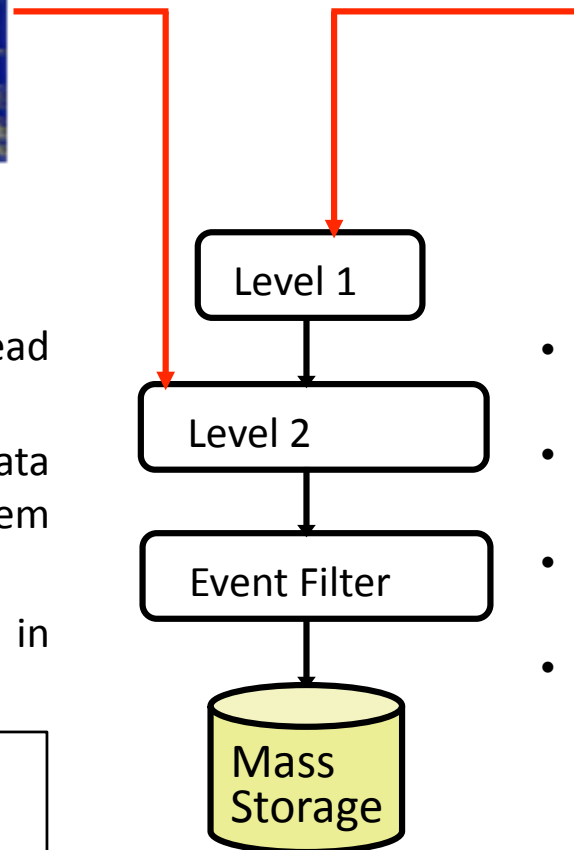 Level 1
ead
Level 2
ata
em
Event Filter
in
Mass
Storage